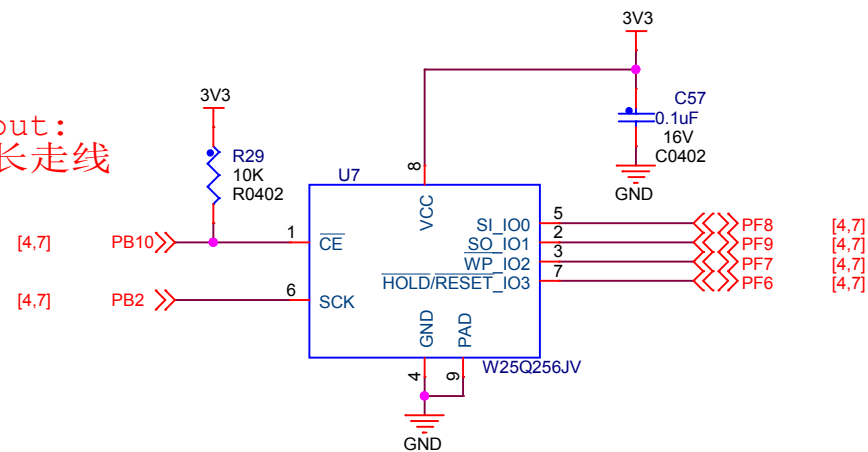 3V3
C57
0.1uF
16V
C0402
GND
out:
长走线
3V3
R29
10K
R0402
U7
8
VCC
[4,7] PB10 1 CE
[4,7] PB2 6 SCK
SI_IO0 5 PF8 [4,7]
SO_IO1 2 PF9 [4,7]
WP_IO2 3 PF7 [4,7]
HOLD/RESET_IO3 7 PF6 [4,7]
GND PAD
W25Q256JV
4 9
GND